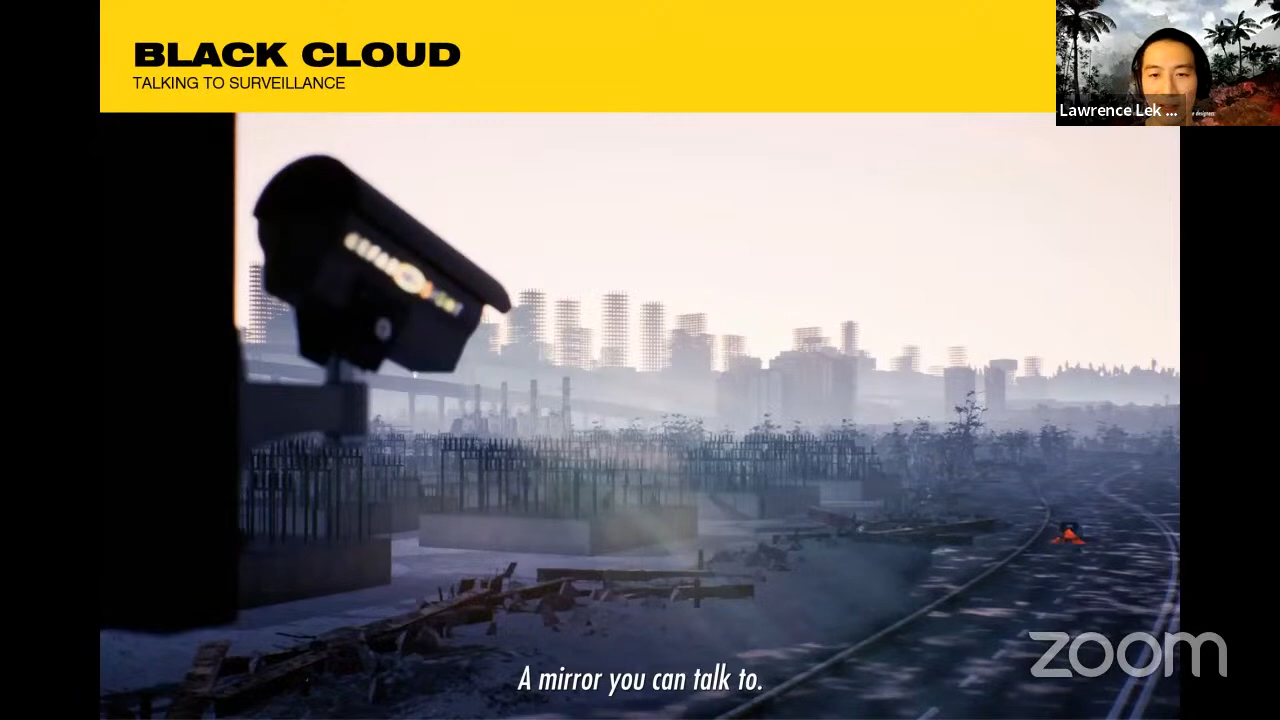 BLACK CLOUD
TALKING TO SURVEILLANCE
Lawrence Lek ...
A mirror you can talk to.
zoom